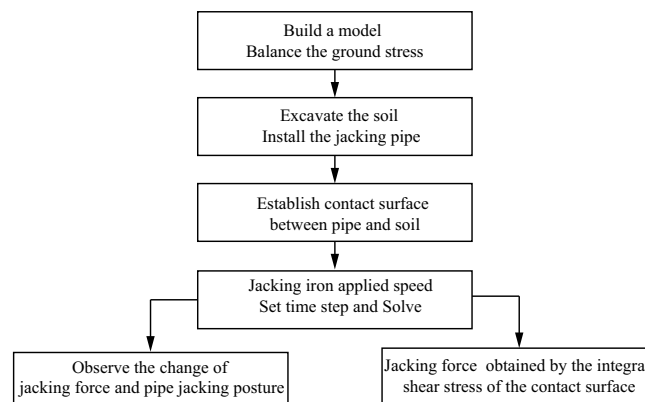 Build a model
Balance the ground stress
Excavate the soil
Install the jacking pipe
Establish contact surface
between pipe and soil
Jacking iron applied speed
Set time step and Solve
Observe the change of
jacking force and pipe jacking posture
Jacking force obtained by the integra
shear stress of the contact surface